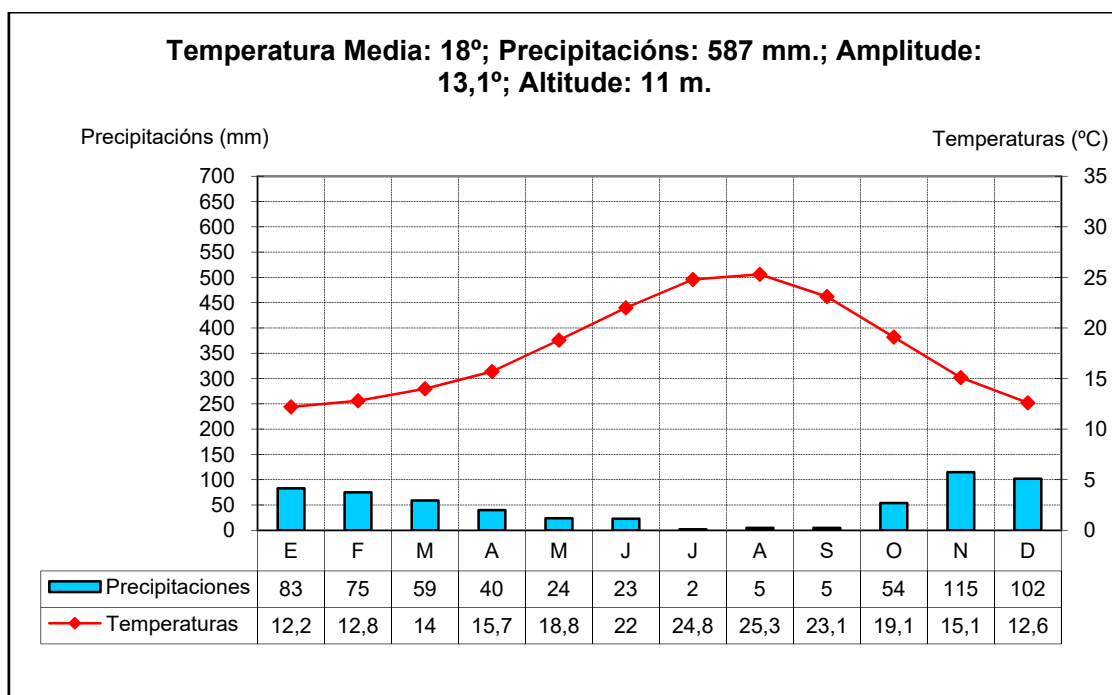 Temperatura Media: 18º; Precipitacións: 587 mm.; Amplitude:
13,1º; Altitude: 11 m.
Precipitacións (mm) Temperaturas (ºC)
700 35
650
600 30
550
500 25
450
400 20
350
300 15
250
200 10
150
100 5
50
0 0
E F M A M J J A S O N D
Precipitaciones 83 75 59 40 24 23 2 5 5 54 115 102
Temperaturas 12,2 12,8 14 15,7 18,8 22 24,8 25,3 23,1 19,1 15,1 12,6